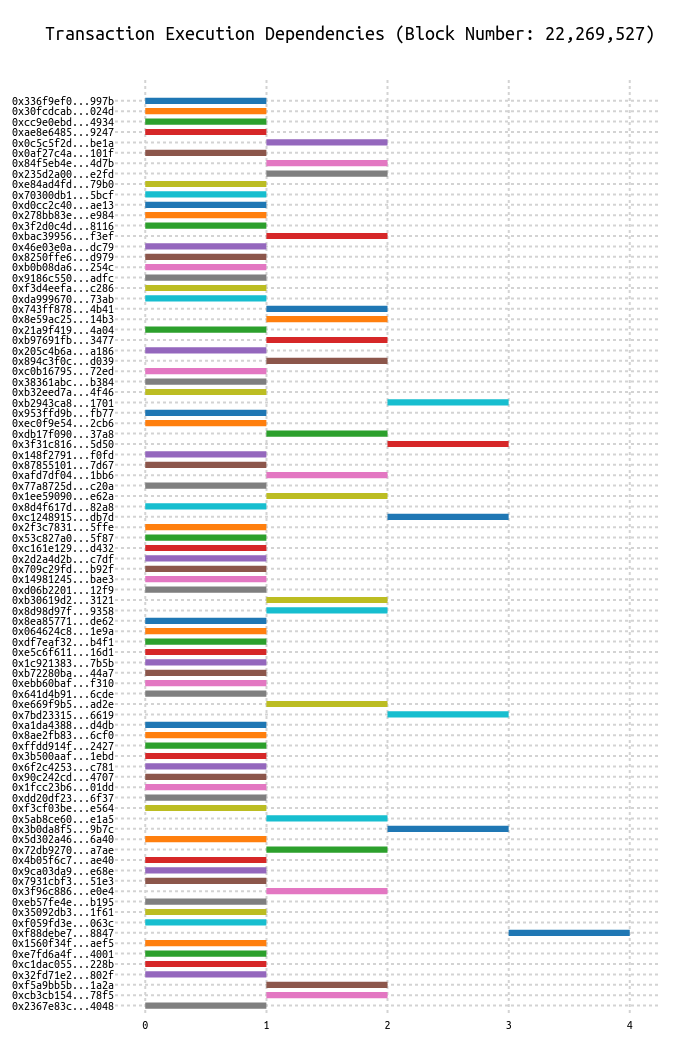 Transaction Execution Dependencies (Block Number: 22,269,527)
0x336f9ef0...997b
0x30fcdcab...024d
0xcc9e0ebd...4934
0xae8e6485...9247
0x0c5c5f2d...be1a
0x0af27c4a...101f
0x84f5eb4e...4d7b
0x235d2a00...e2fd
0xe84ad4fd...79b0
0x70300db1...5bcf
0xd0cc2c40...ae13
0x278bb83e...e984
0x3f2d0c4d...8116
0xbac39956...f3ef
0x46e03e0a...dc79
0x8250ffe6...d979
0xb0b08da6...254c
0x9186c550...adfc
0xf3d4eefa...c286
0xda999670...73ab
0x743ff878...4b41
0x8e59ac25...14b3
0x21a9f419...4a04
0xb97691fb...3477
0x205c4b6a...a186
0x894c3f0c...d039
0xc0b16795...72ed
0x38361abc...b384
0xb32eed7a...4f46
0xb2943ca8...1701
0x953ffd9b...fb77
0xec0f9e54...2cb6
0xdb17f090...37a8
0x3f31c816...5d50
0x148f2791...f0fd
0x87855101...7d67
0xafd7df04...1bb6
0x77a8725d...c20a
0x1ee59090...e62a
0x8d4f617d...82a8
0xc1248915...db7d
0x2f3c7831...5ffe
0x53c827a0...5f87
0xc161e129...d432
0x2d2a4d2b...c7df
0x709c29fd...b92f
0x14981245...bae3
0xd06b2201...12f9
0xb30619d2...3121
0x8d98d97f...9358
0x8ea85771...de62
0x064624c8...1e9a
0xdf7eaf32...b4f1
0xe5c6f611...16d1
0x1c921383...7b5b
0xb72280ba...44a7
0xebb60baf...f310
0x641d4b91...6cde
0xe669f9b5...ad2e
0x7bd23315...6619
0xa1da4388...d4db
0x8ae2fb83...6cf0
0xffdd914f...2427
0x3b500aaf...1ebd
0x6f2c4253...c781
0x90c242cd...4707
0x1fcc23b6...01dd
0xdd20df23...6f37
0xf3cf03be...e564
0x5ab8ce60...e1a5
0x3b0da8f5...9b7c
0x5d302a46...6a40
0x72db9270...a7ae
0x4b05f6c7...ae40
0x9ca03da9...e68e
0x7931cbf3...51e3
0x3f96c886...e0e4
0xeb57fe4e...b195
0x35092db3...1f61
0xf059fd3e...063c
0xf88debe7...8847
0x1560f34f...aef5
0xe7fd6a4f...4001
0xc1dac055...228b
0x32fd71e2...802f
0xf5a9bb5b...1a2a
0xcb3cb154...78f5
0x2367e83c...4048
0 1 2 3 4